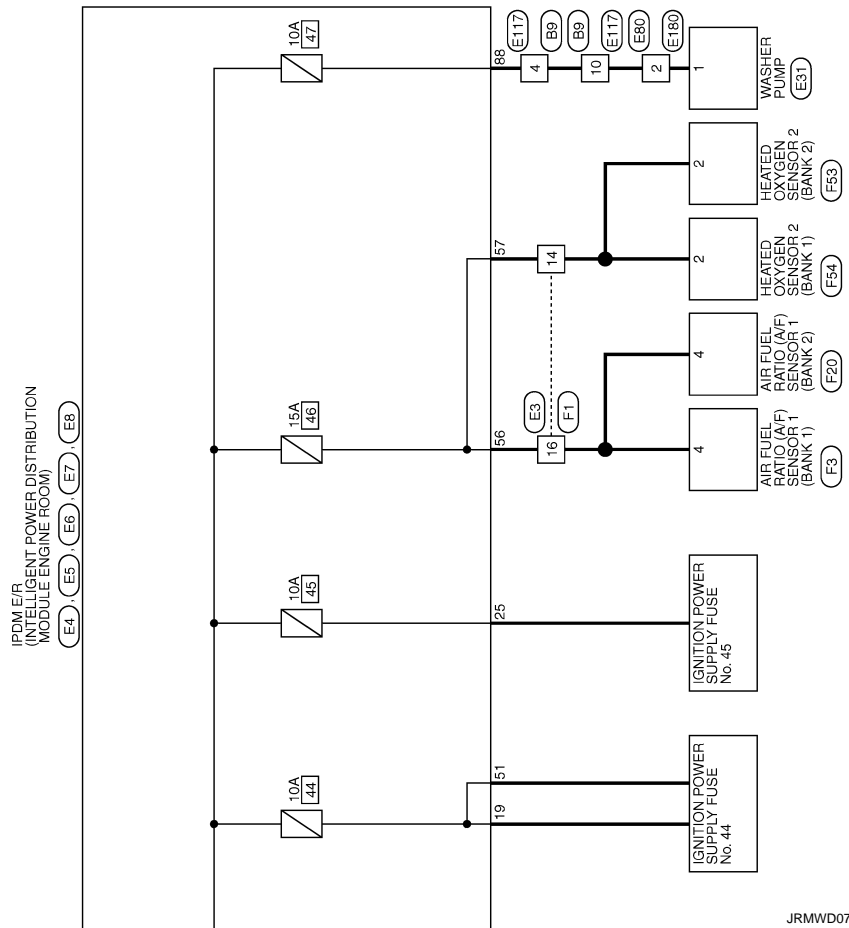 IPDM E/R
(INTELLIGENT POWER DISTRIBUTION
MODULE ENGINE ROOM)
E4 , E5 , E6 , E7 , E8
10A
44
10A
45
15A
46
10A
47
19
51
25
56
57
88
E3
16
F1
14
E117
4
B9
B9
10
E117
E80
2
E180
IGNITION POWER
SUPPLY FUSE
No. 44
IGNITION POWER
SUPPLY FUSE
No. 45
4
AIR FUEL
RATIO (A/F)
SENSOR 1
(BANK 1)
F3
4
AIR FUEL
RATIO (A/F)
SENSOR 1
(BANK 2)
F20
2
HEATED
OXYGEN
SENSOR 2
(BANK 1)
F54
2
HEATED
OXYGEN
SENSOR 2
(BANK 2)
F53
1
WASHER
PUMP
E31
JRMWD07